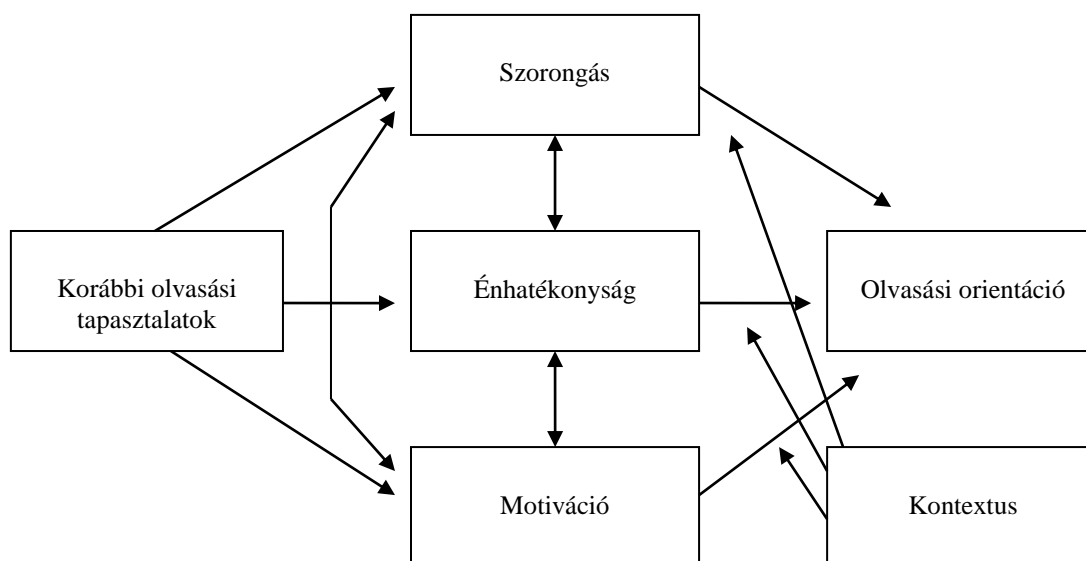 Szorongás
Korábbi olvasási
tapasztalatok
Énhatékonyság
Olvasási orientáció
Motiváció
Kontextus